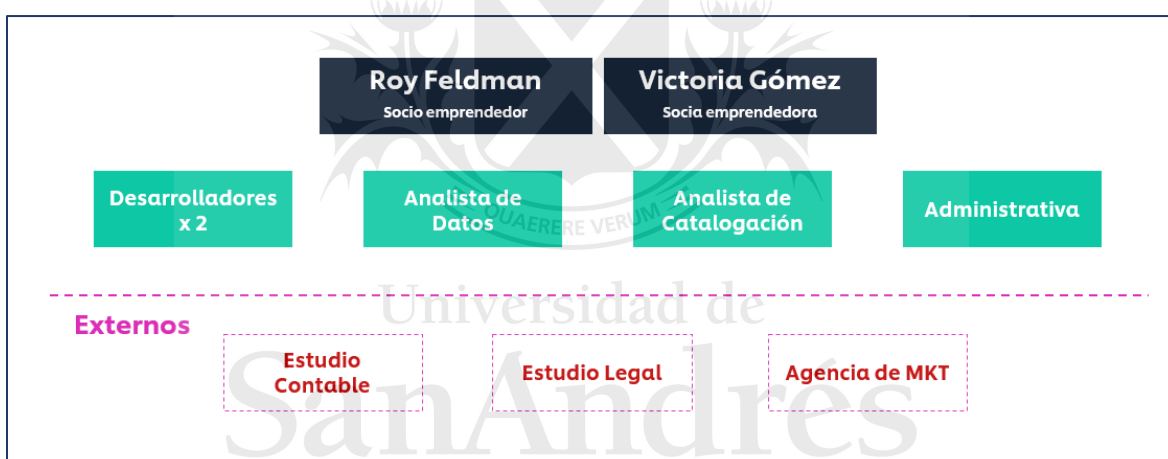 Roy Feldman
Socio emprendedor
Victoria Gómez
Socia emprendedora
Desarrolladores
x 2
Analista de
Datos
Analista de
Catalogación
Administrativa
QUAERERE VERUM
Universidad de
SanAndrés
Externos
Estudio
Contable
Estudio Legal
Agencia de MKT